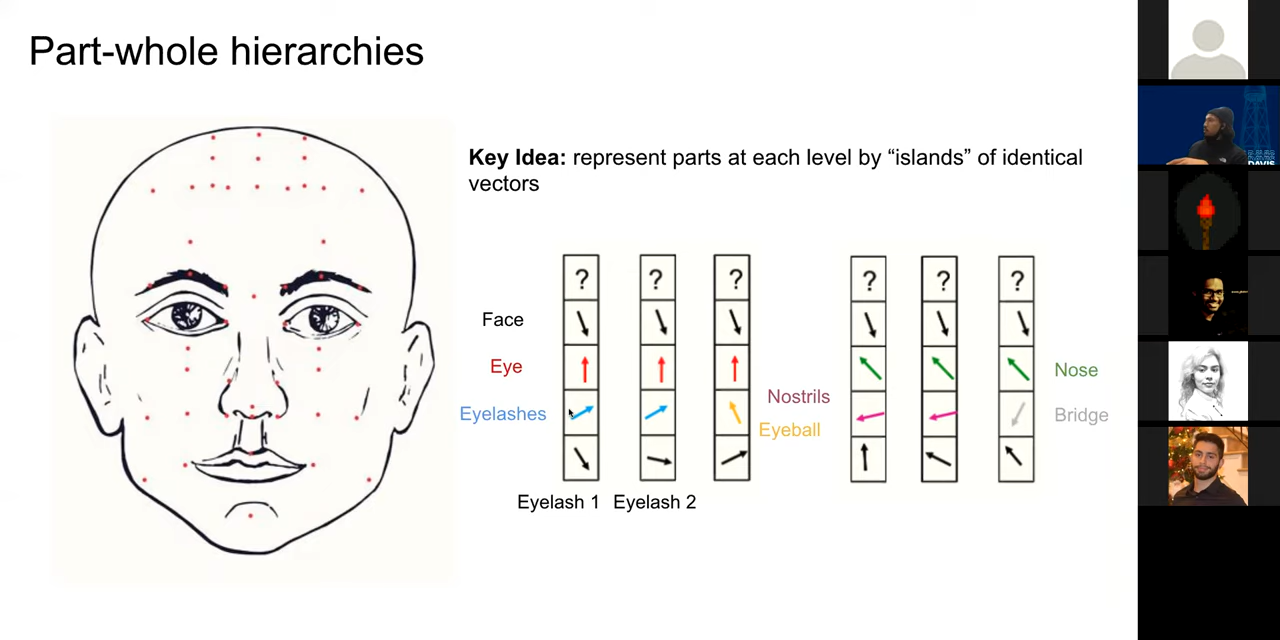 Part-whole hierarchies
Key Idea: represent parts at each level by “islands” of identical
vectors
? ? ? ? ? ?
Face
Eye
Nose
Nostrils
Eyelashes
Bridge
Eyeball
Eyelash 1 Eyelash 2
DAVIS